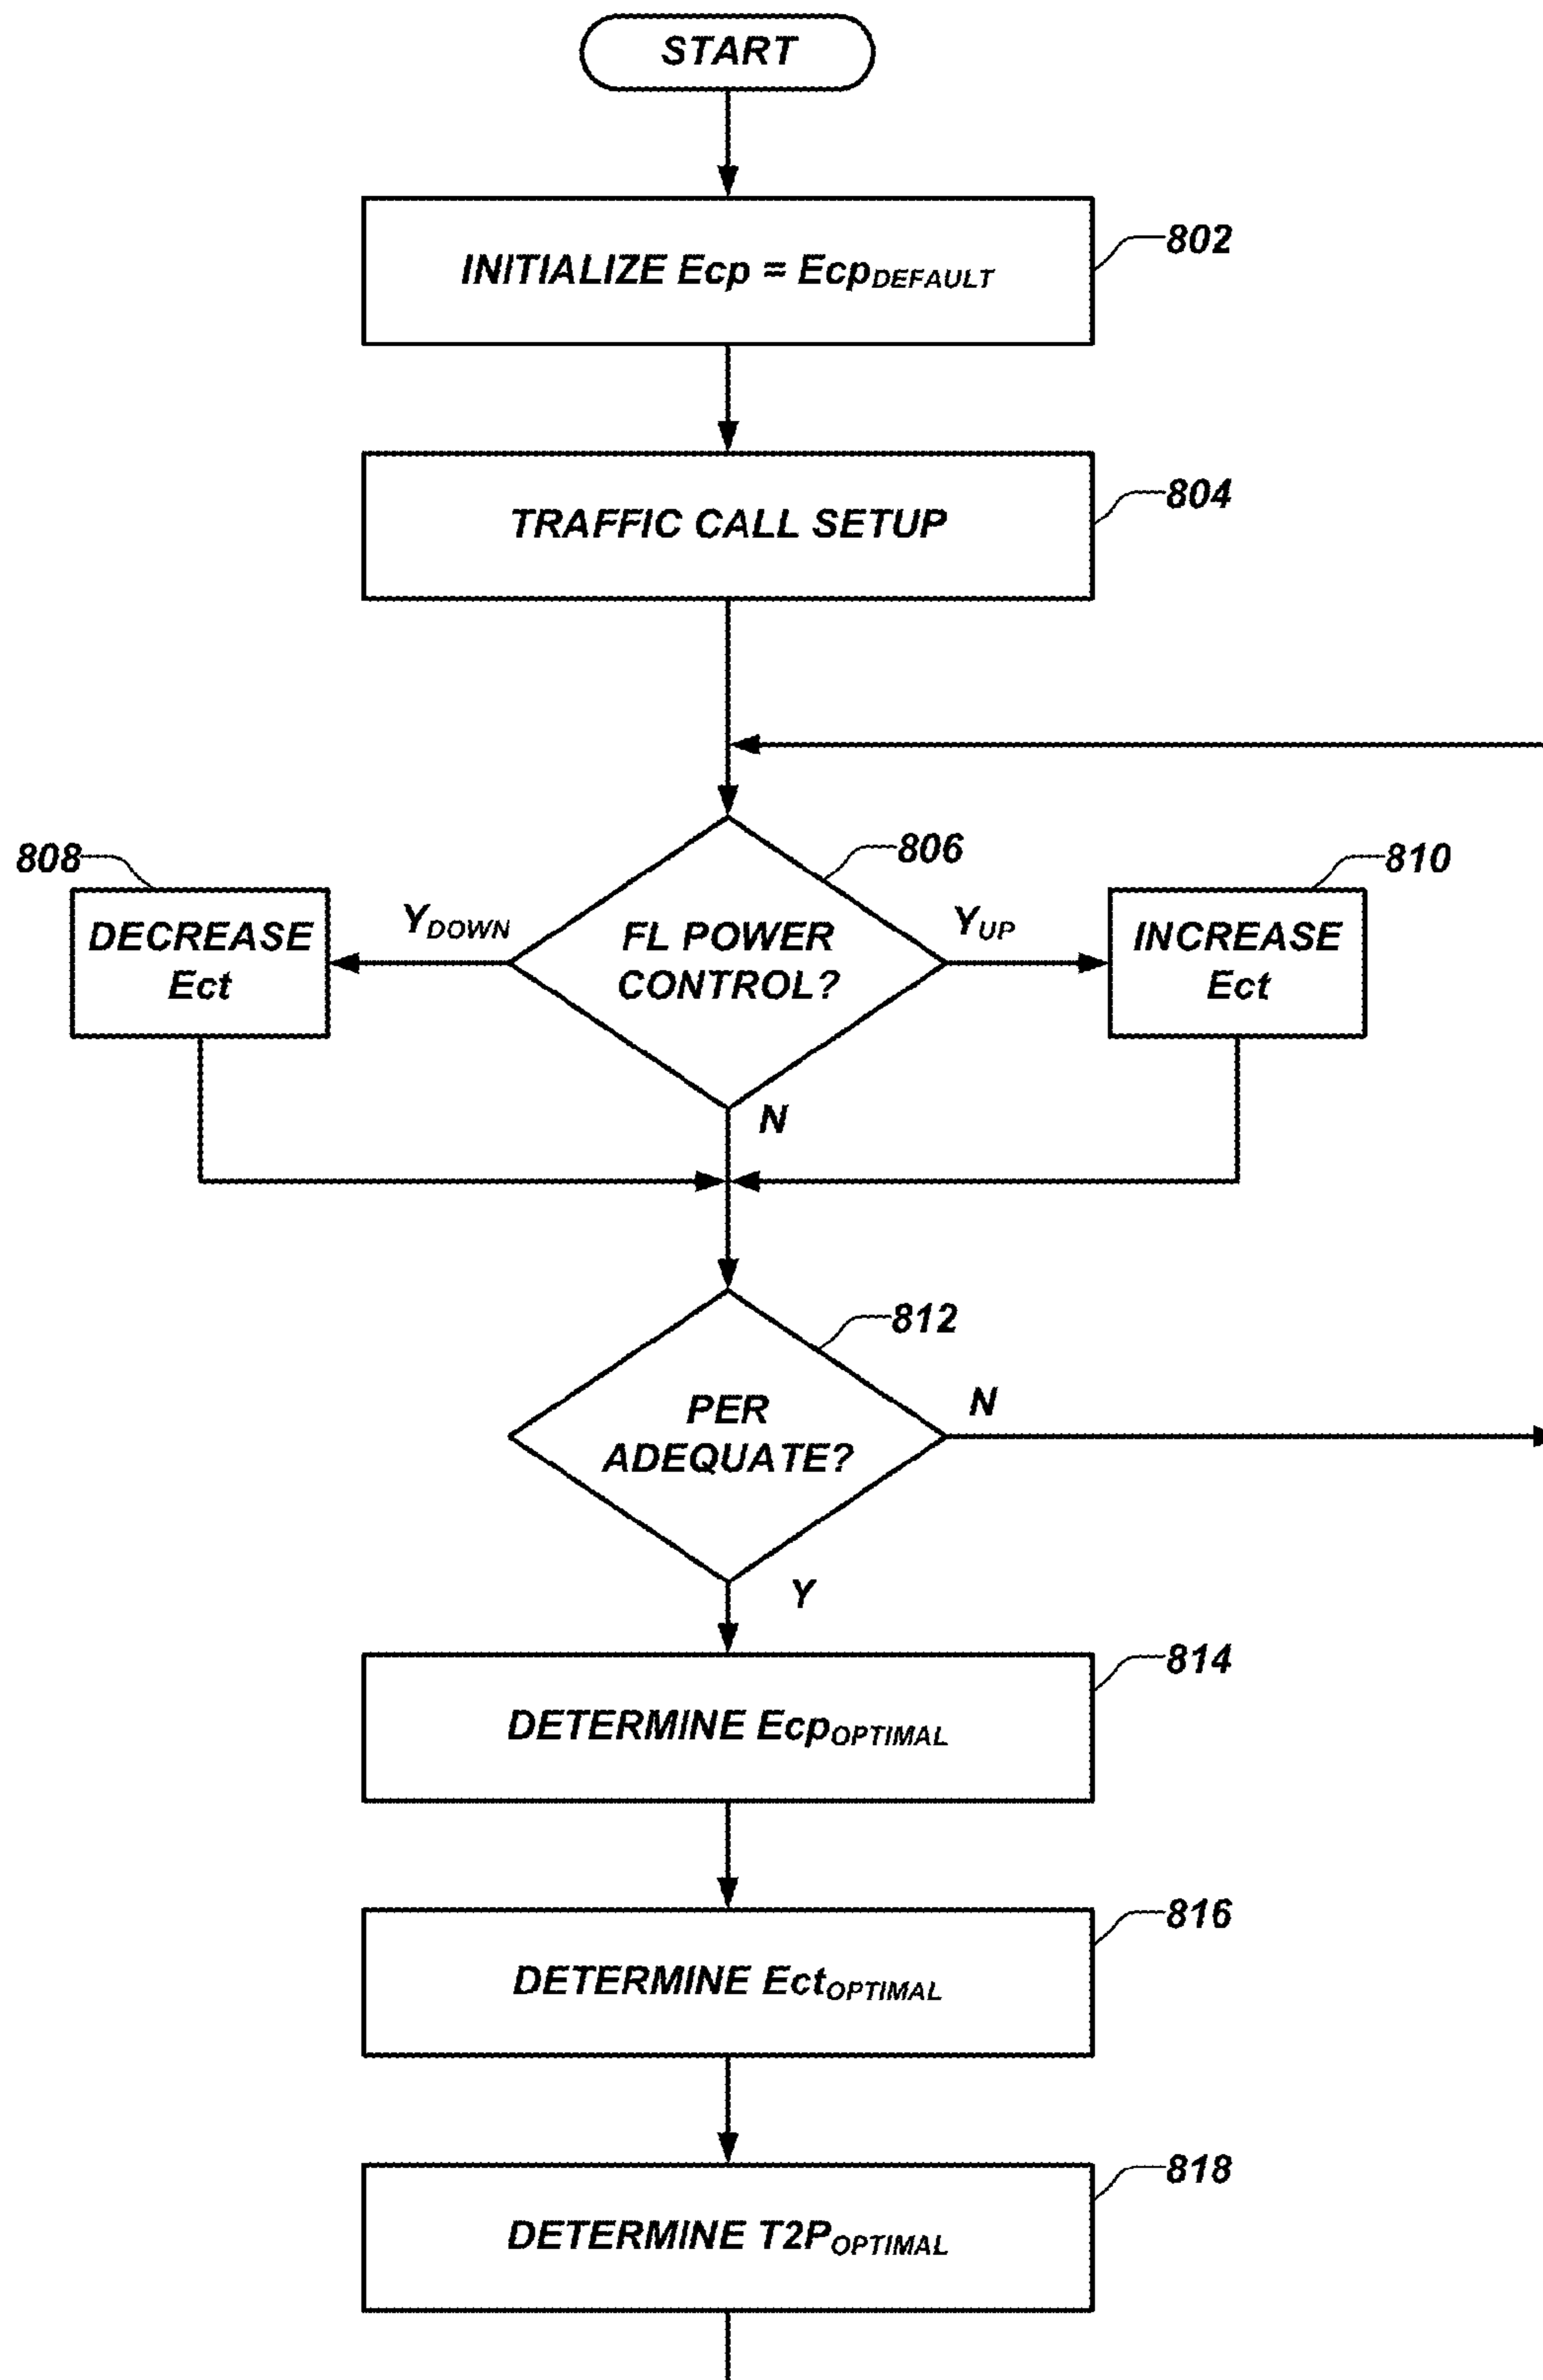 START
INITIALIZE Ecp = EcpDEFAULT
802
TRAFFIC CALL SETUP
804
808
806
810
DECREASE
Ect
YDOWN
FL POWER
CONTROL?
YUP
INCREASE
Ect
N
812
PER
ADEQUATE?
N
Y
814
DETERMINE EcpOPTIMAL
816
DETERMINE EctOPTIMAL
818
DETERMINE T2POPTIMAL